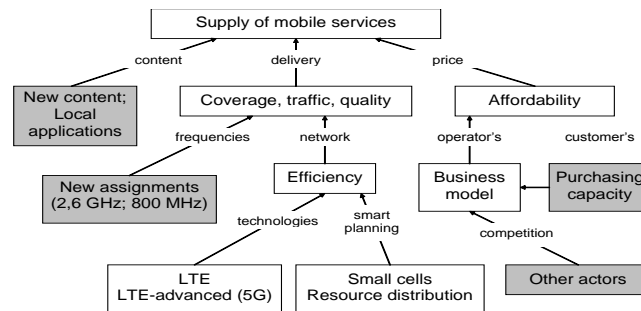 Supply of mobile services
content
delivery
price
New content;
Local
applications
Coverage, traffic, quality
Affordability
frequencies
network
operator's
customer's
New assignments
(2,6 GHz; 800 MHz)
Efficiency
Business
model
Purchasing
capacity
technologies
smart
planning
competition
LTE
LTE-advanced (5G)
Small cells
Resource distribution
Other actors